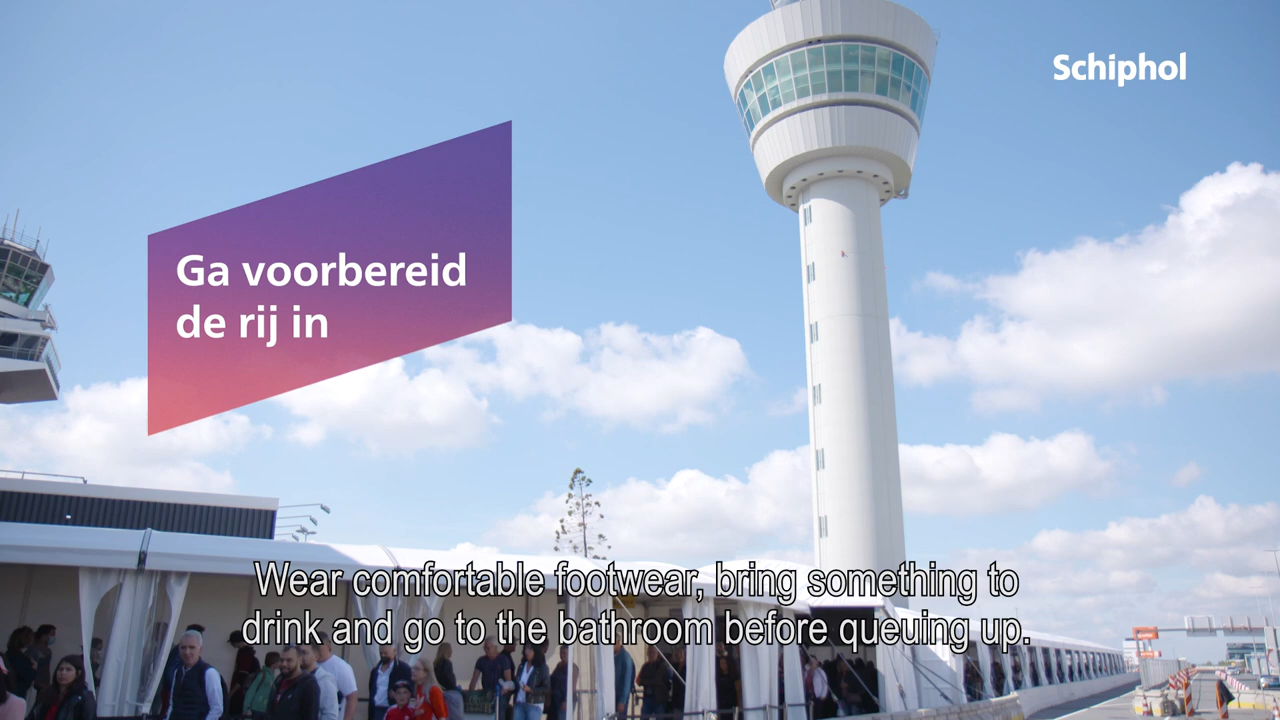 Schiphol
Ga voorbereid
de rij in
Wear comfortable footwear, bring something to
drink and go to the bathroom before queuing up.